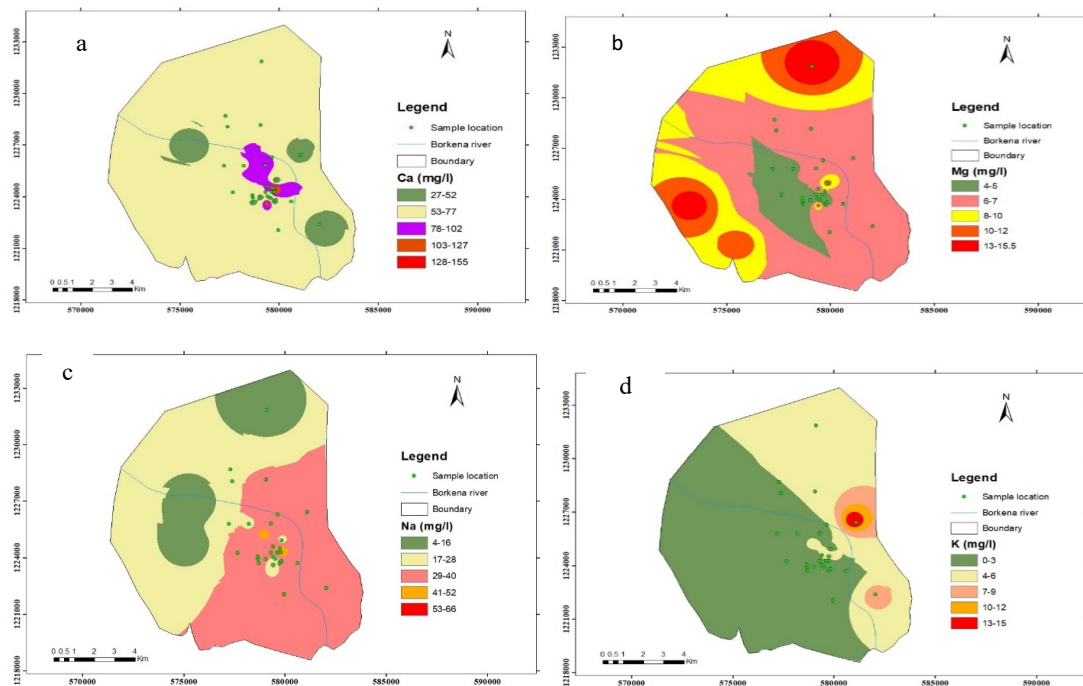 a
N
Legend
Sample location
Borkena river
Boundary
Ca (mg/l)
27-52
53-77
78-102
103-127
128-155
0 0.5 1 2 3 4
Km
1233000
1230000
1227000
1224000
1221000
1218000
570000 575000 580000 585000 590000
b
N
Legend
Sample location
Borkena river
Boundary
Mg (mg/l)
4-5
6-7
8-10
10-12
13-15.5
0 0.5 1 2 3 4
Km
1233000
1230000
1227000
1224000
1221000
1218000
570000 575000 580000 585000 590000
c
N
Legend
Sample location
Borkena river
Boundary
Na (mg/l)
4-16
17-28
29-40
41-52
53-66
0 0.5 1 2 3 4
Km
1233000
1230000
1227000
1224000
1221000
1218000
570000 575000 580000 585000 590000
d
N
Legend
Sample location
Borkena river
Boundary
K (mg/l)
0-3
4-6
7-9
10-12
13-15
0 0.5 1 2 3 4
Km
1233000
1230000
1227000
1224000
1221000
1218000
570000 575000 580000 585000 590000